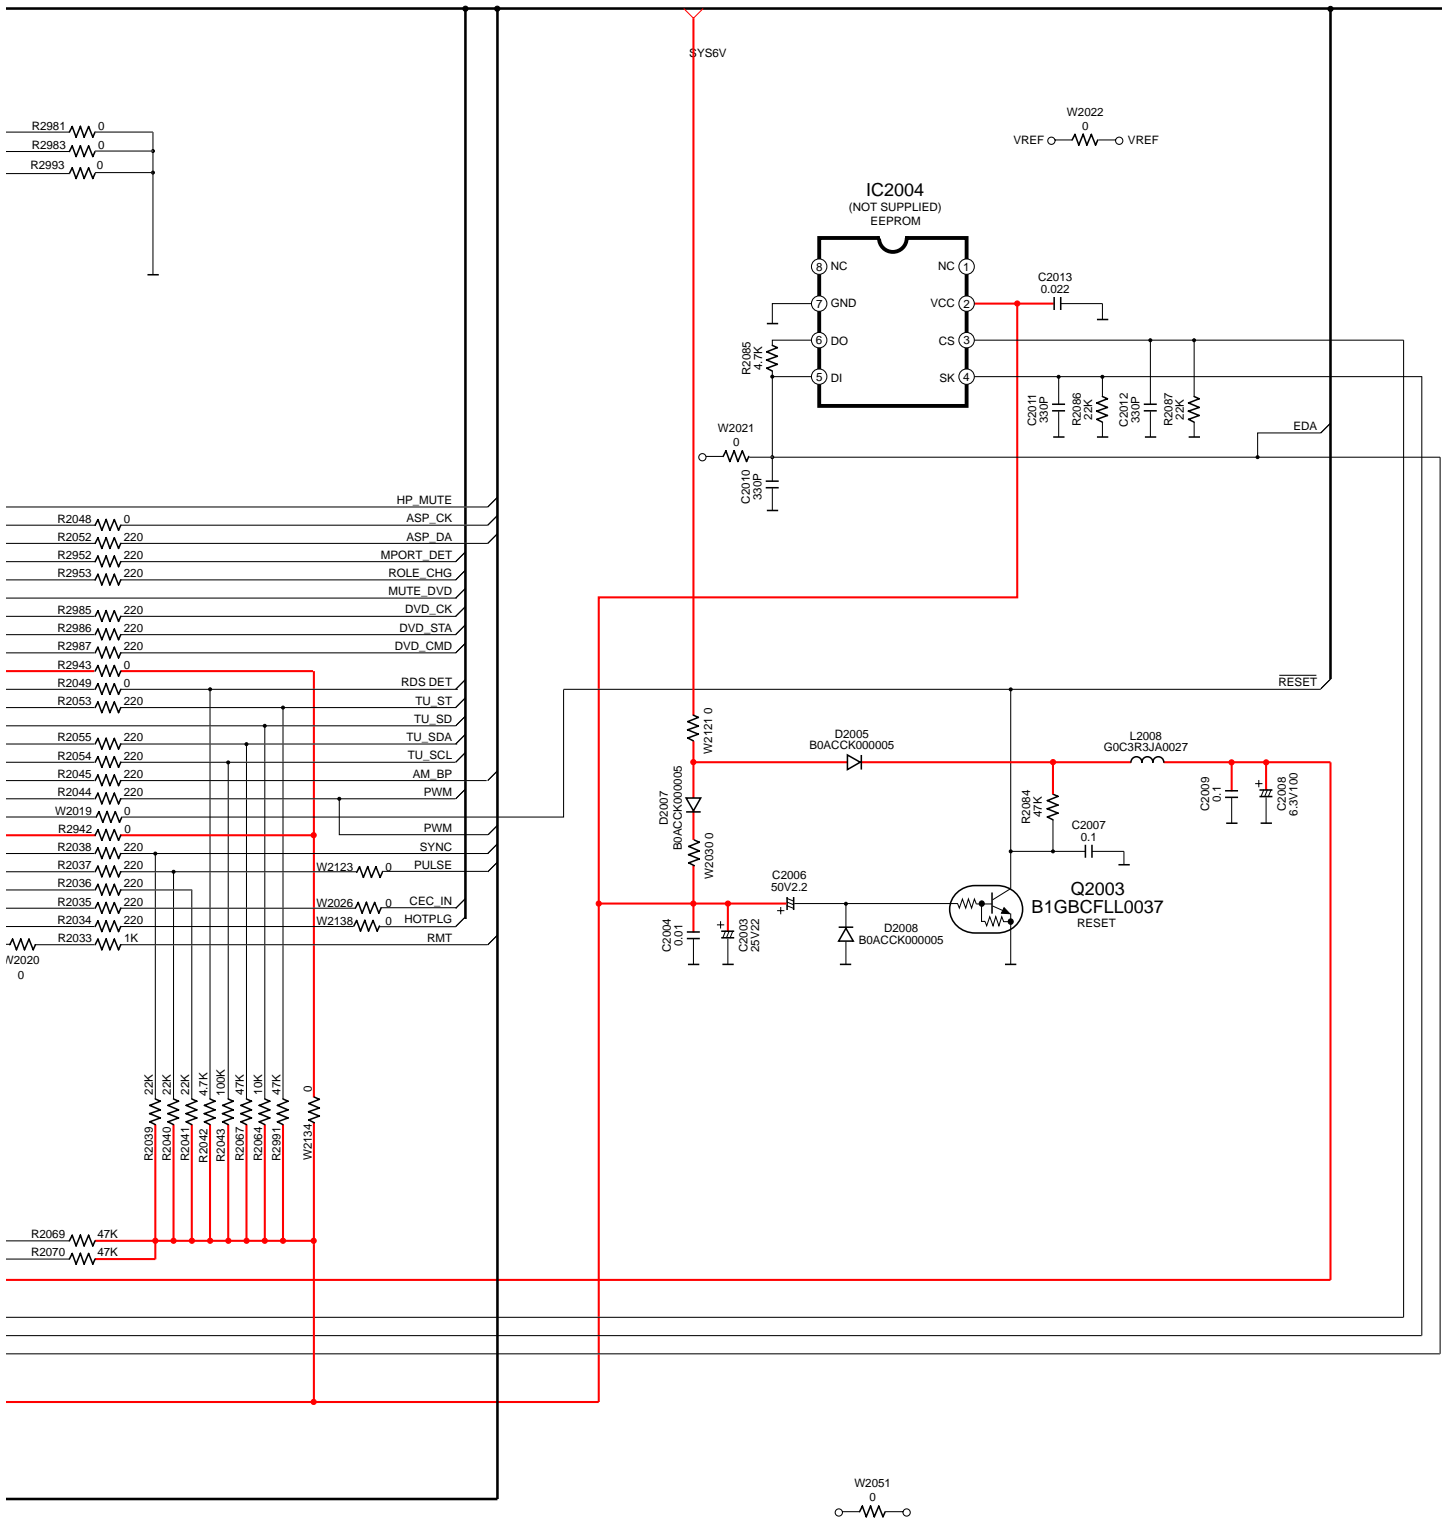 SYS6V
R2981 0
R2983 0
R2993 0
W2022
0
VREF VREF
IC2004
(NOT SUPPLIED)
EEPROM
8 NC NC 1
7 GND VCC 2
6 DO CS 3
5 DI SK 4
C2013
0.022
R2085
4.7K
C2011
330P
R2086
22K
C2012
330P
R2087
22K
W2021
0
C2010
330P
EDA
HP_MUTE
R2048 0 ASP_CK
R2052 220 ASP_DA
R2952 220 MPORT_DET
R2953 220 ROLE_CHG
MUTE_DVD
R2985 220 DVD_CK
R2986 220 DVD_STA
R2987 220 DVD_CMD
R2943 0
R2049 0 RDS DET
R2053 220 TU_ST
TU_SD
R2055 220 TU_SDA
R2054 220 TU_SCL
R2045 220 AM_BP
R2044 220 PWM
W2019 0
R2942 0 PWM
R2038 220 SYNC
R2037 220 W2123 0 PULSE
R2036 220
R2035 220 W2026 0 CEC_IN
R2034 220 W2138 0 HOTPLG
R2033 1K RMT
W2020
0
RESET
W2121 0
D2005
B0ACCK000005
L2008
G0C3R3JA0027
D2007
B0ACCK000005
W2030 0
R2084
47K
C2009
0.1
C2008
6.3V100
+
C2007
0.1
C2006
50V2.2
+
Q2003
B1GBCFLL0037
RESET
C2004
0.01
+
C2003
25V22
D2008
B0ACCK000005
R2039 22K
R2040 22K
R2041 22K
R2042 4.7K
R2043 100K
R2067 47K
R2064 10K
R2991 47K
W2134 0
R2069 47K
R2070 47K
W2051
0